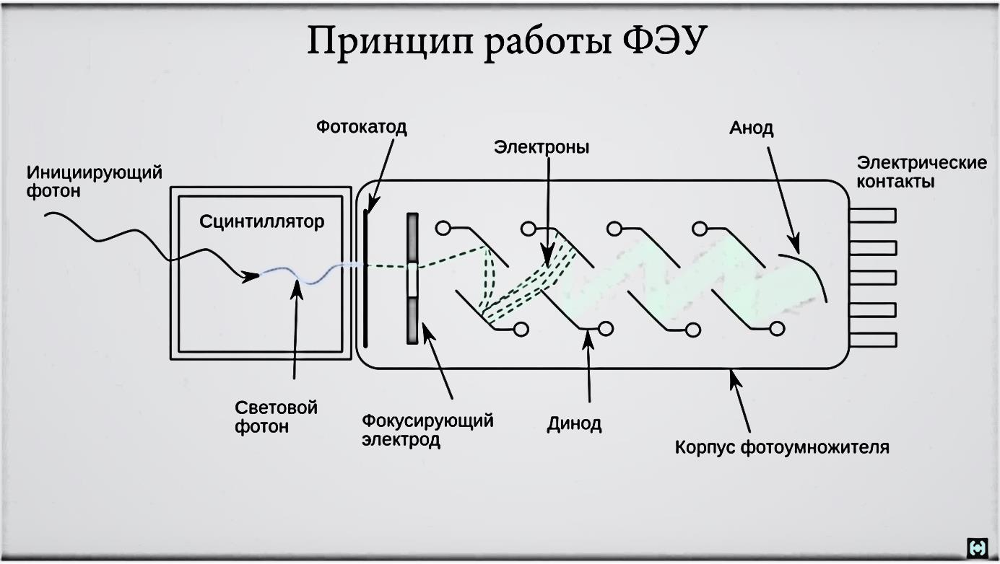 Принцип работы ФЭУ
Фотокатод
Анод
Электроны
Электрические
контакты
Инициирующий
фотон
Сцинтиллятор
Световой
фотон
Фокусирующий
электрод
Динод
Корпус фотоумножителя